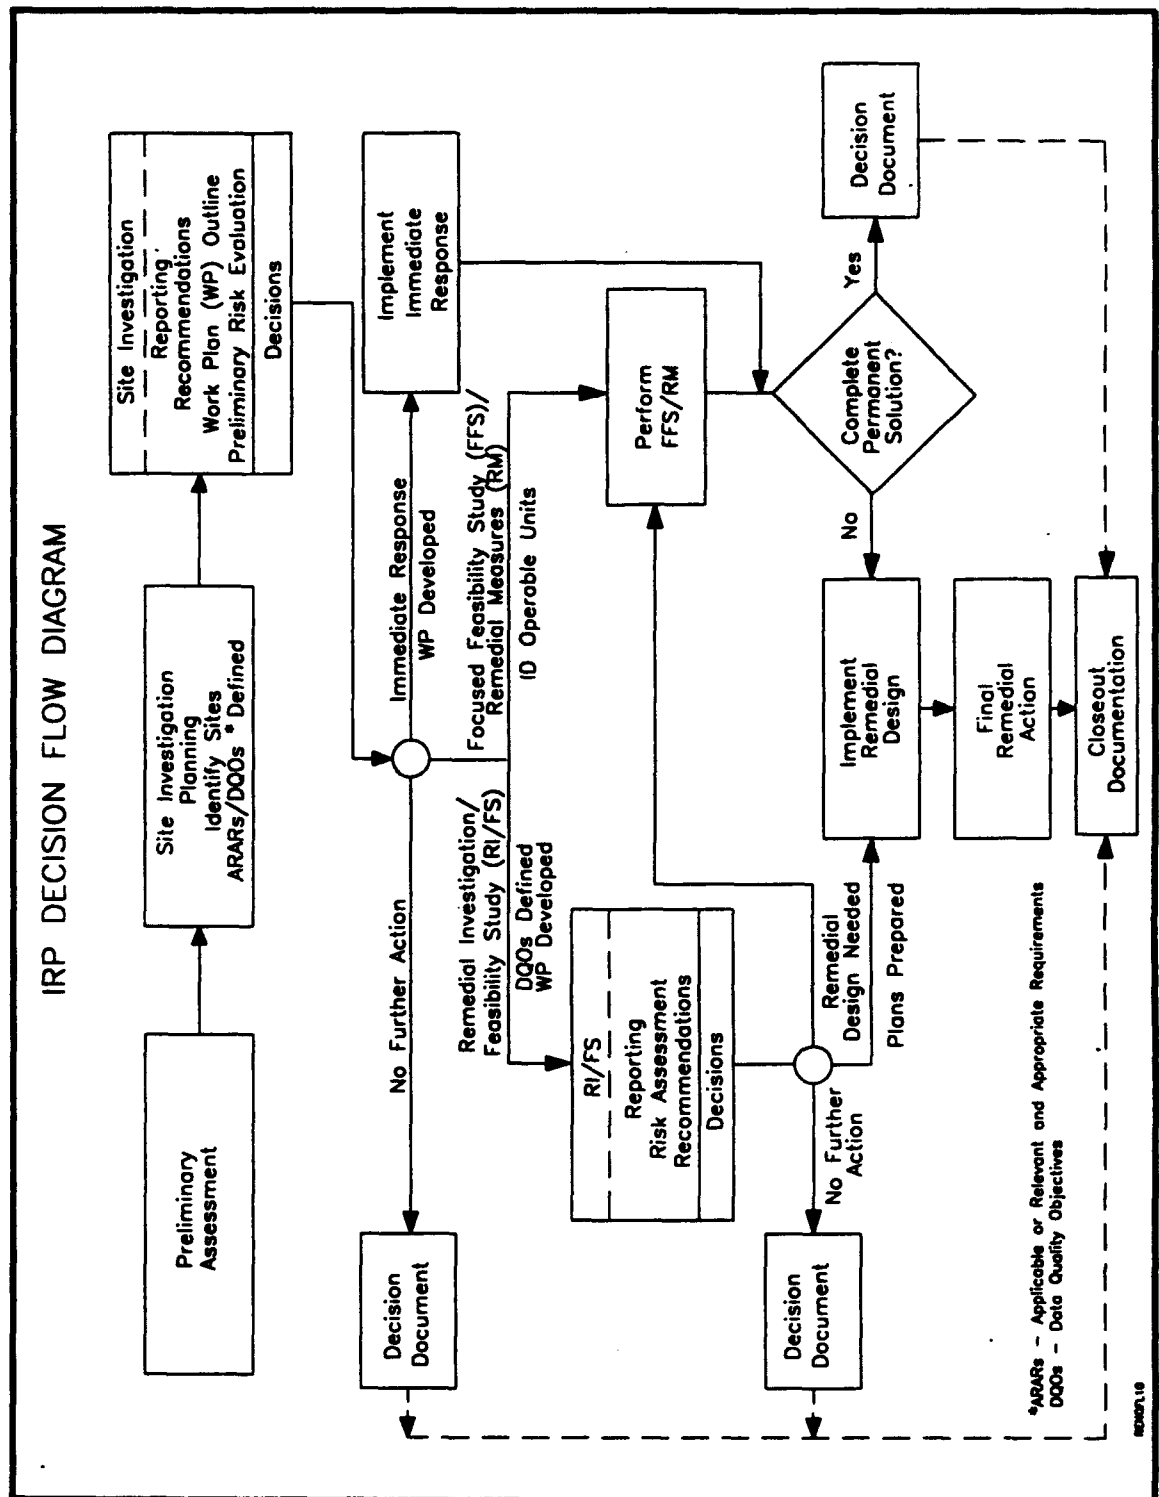 IRP DECISION FLOW DIAGRAM
Preliminary
Assessment
Site Investigation
Planning
Identify Sites
ARARs/DQOs * Defined
Site Investigation
Reporting
Recommendations
Work Plan (WP) Outline
Preliminary Risk Evaluation
Decisions
No Further Action
Immediate Response
WP Developed
Decision
Document
Implement
Immediate
Response
Remedial Investigation/
Feasibility Study (RI/FS)
DQOs Defined
WP Developed
Focused Feasibility Study (FFS)/
Remedial Measures (RM)
ID Operable Units
RI/FS
Reporting
Risk Assessment
Recommendations
Decisions
Perform
FFS/RM
No Further
Action
Remedial
Design Needed
Plans Prepared
Decision
Document
Complete
Permanent
Solution?
No
Yes
Implement
Remedial
Design
Decision
Document
Final
Remedial
Action
Closeout
Documentation
*ARARs - Applicable or Relevant and Appropriate Requirements
DQOs - Data Quality Objectives